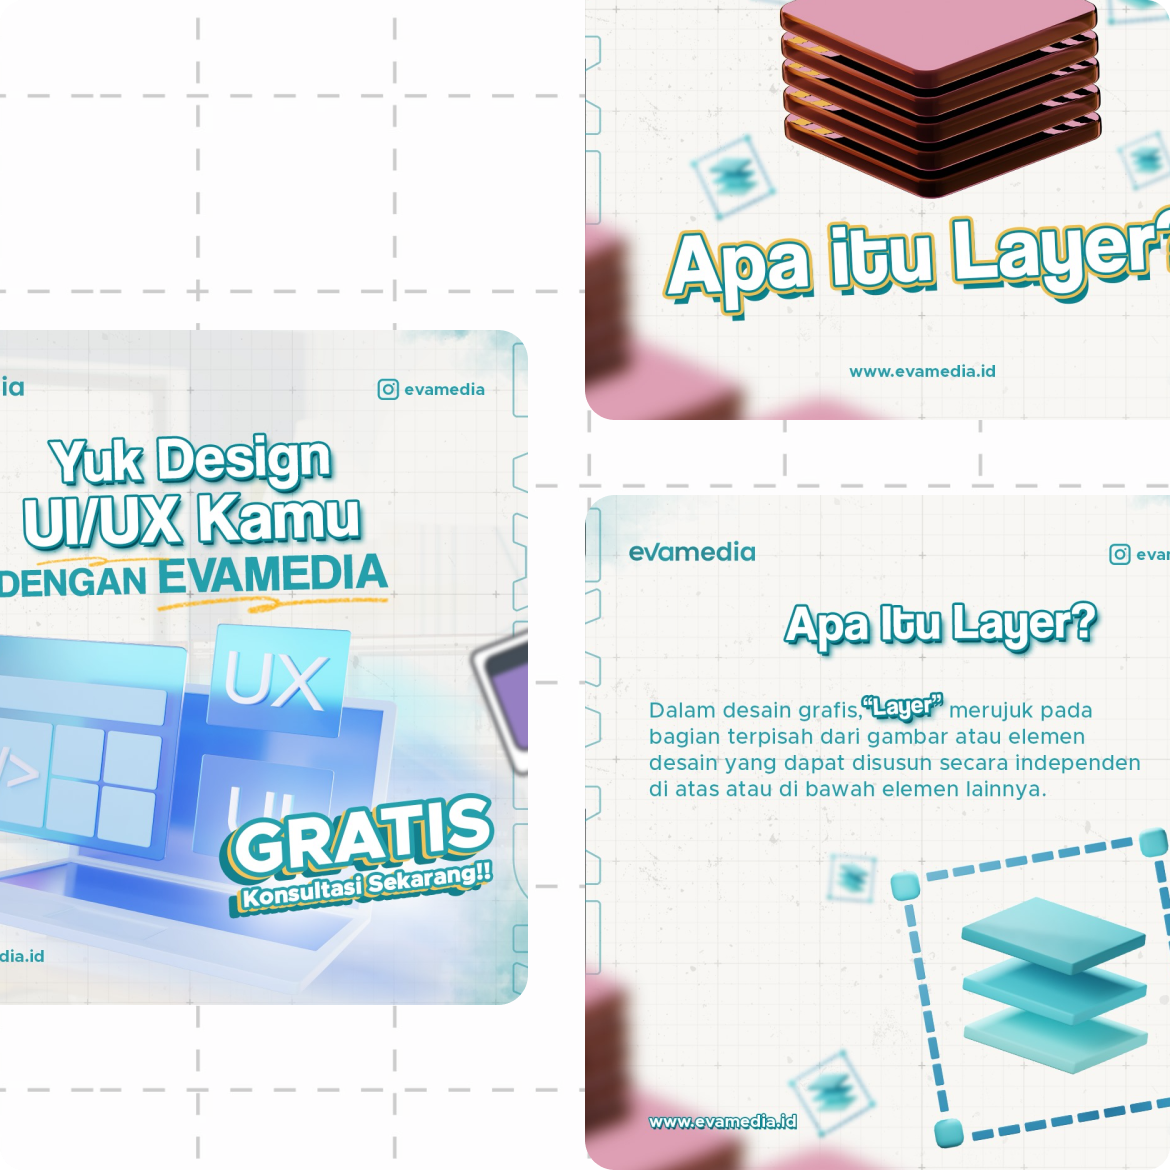 Apa itu Layer?
www.evamedia.id
ia
evamedia
Yuk Design
UI/UX Kamu
DENGAN EVAMEDIA
UX
UI
</>
GRATIS
Konsultasi Sekarang!!
dia.id
evamedia
evam
Apa Itu Layer?
Dalam desain grafis, “Layer” merujuk pada
bagian terpisah dari gambar atau elemen
desain yang dapat disusun secara independen
di atas atau di bawah elemen lainnya.
www.evamedia.id